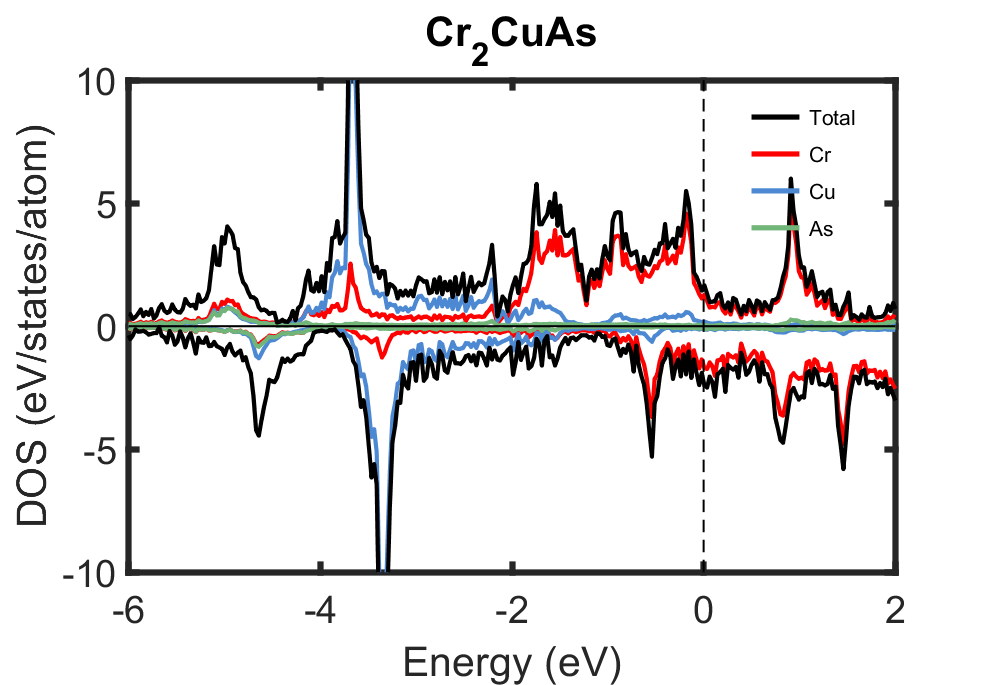 Cr2CuAs
10
5
0
-5
-10
DOS (eV/states/atom)
Total
Cr
Cu
As
-6
-4
-2
0
2
Energy (eV)